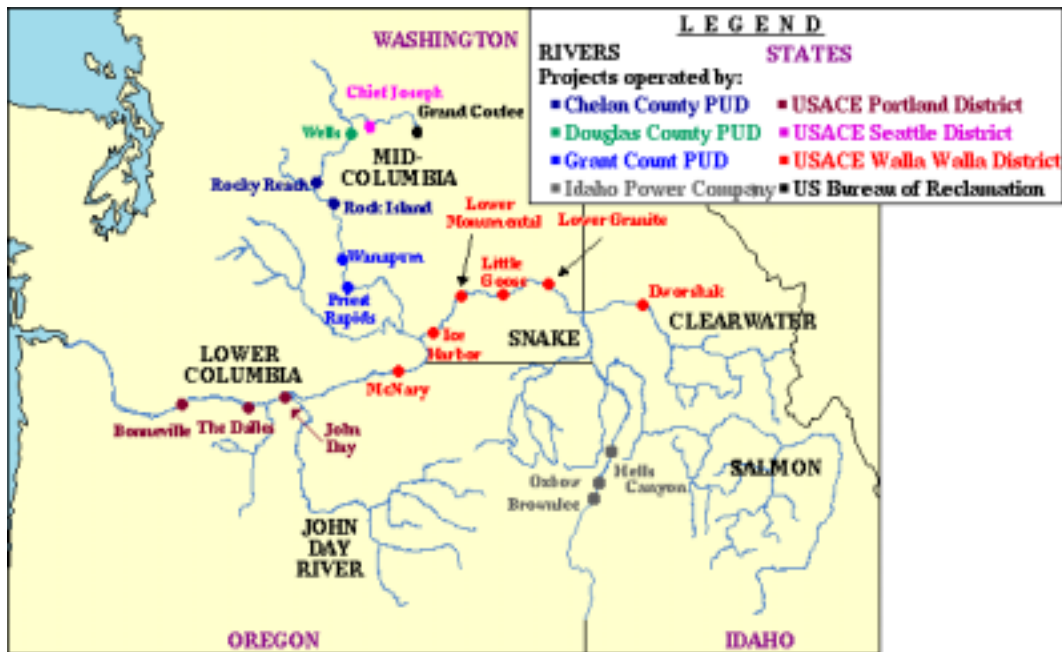 LEGEND
RIVERS STATES
Projects operated by:
Chelan County PUD
Douglas County PUD
Grant Count PUD
Idaho Power Company
USACE Portland District
USACE Seattle District
USACE Walla Walla District
US Bureau of Reclamation
WASHINGTON
Chief Joseph
Grand Coulee
Wells
MID-
COLUMBIA
Rocky Reach
Rock Island
Lower
Monumental
Lower Granite
Wanapum
Little
Goose
Priest
Rapids
Dworshak
CLEARWATER
Ice
Harbor
SNAKE
LOWER
COLUMBIA
McNary
Bonneville
The Dalles
John
Day
Hells
Canyon
Oxbow
Brownlee
SALMON
JOHN
DAY
RIVER
OREGON
IDAHO